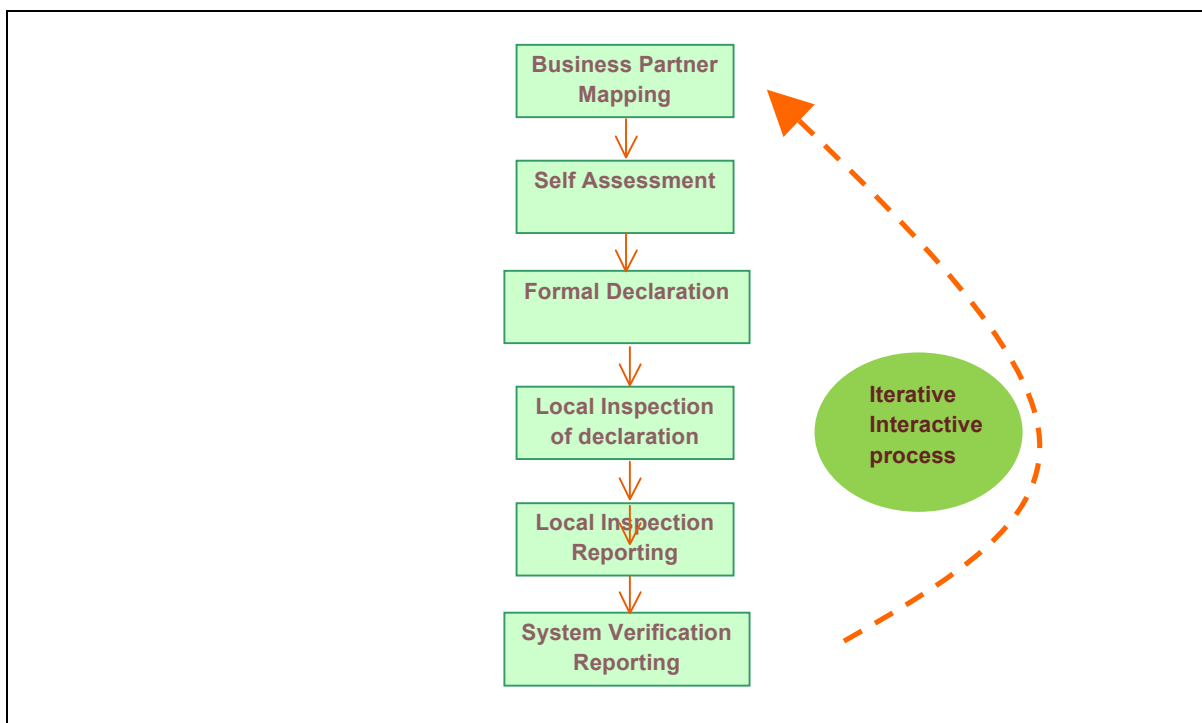 Business Partner
Mapping
Self Assessment
Formal Declaration
Local Inspection
of declaration
Local Inspection
Reporting
System Verification
Reporting
Iterative
Interactive
process